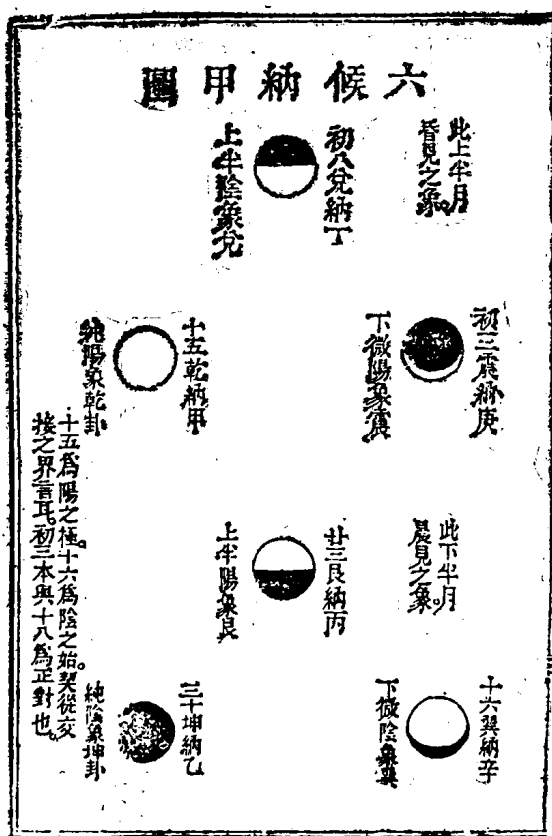 六候納甲圖
此上半月
昏見之象
初八兌納丁
上半陰象兌
初三震納庚
下微陽象震
十五乾納甲
純陽象乾卦
此下半月
晨見之象
廿三艮納丙
上半陽象艮
十六巽納辛
下微陰象巽
三十坤納乙
純陰象坤卦
十五爲陽之極十六爲陰之始契從交
接之界言耳初三本與十八爲正對也